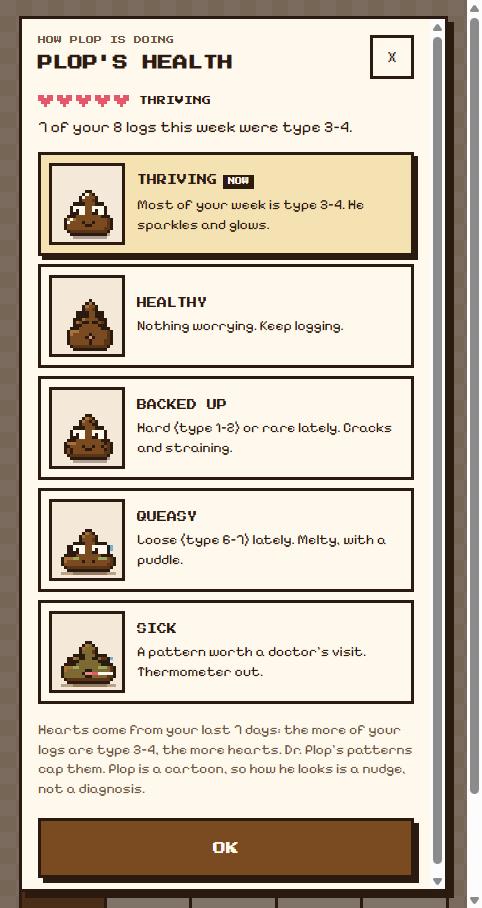 HOW PLOP IS DOING
PLOP'S HEALTH
X
THRIVING
7 of your 8 logs this week were type 3-4.
THRIVING NOW
Most of your week is type 3-4. He
sparkles and glows.
HEALTHY
Nothing worrying. Keep logging.
BACKED UP
Hard (type 1-2) or rare lately. Cracks
and straining.
QUEASY
Loose (type 6-7) lately. Melty, with a
puddle.
SICK
A pattern worth a doctor's visit.
Thermometer out.
Hearts come from your last 7 days: the more of your
logs are type 3-4, the more hearts. Dr. Plop's patterns
cap them. Plop is a cartoon, so how he looks is a nudge,
not a diagnosis.
OK